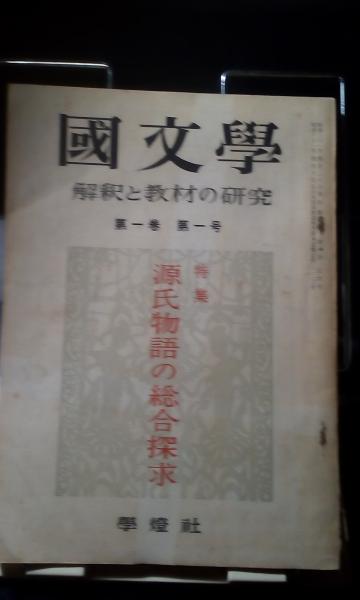 國文學
解釈と教材の研究
第一巻 第一号
特集
源氏物語の総合探求
學燈社